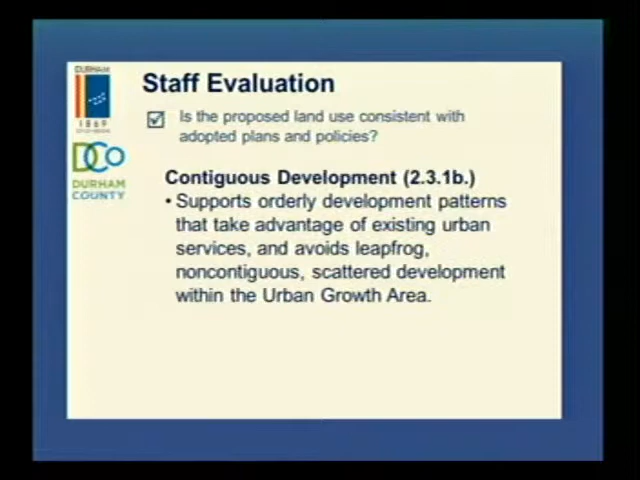 DURHAM
1869
DCO
DURHAM
COUNTY
Staff Evaluation
Is the proposed land use consistent with
adopted plans and policies?
Contiguous Development (2.3.1b.)
• Supports orderly development patterns
that take advantage of existing urban
services, and avoids leapfrog,
noncontiguous, scattered development
within the Urban Growth Area.